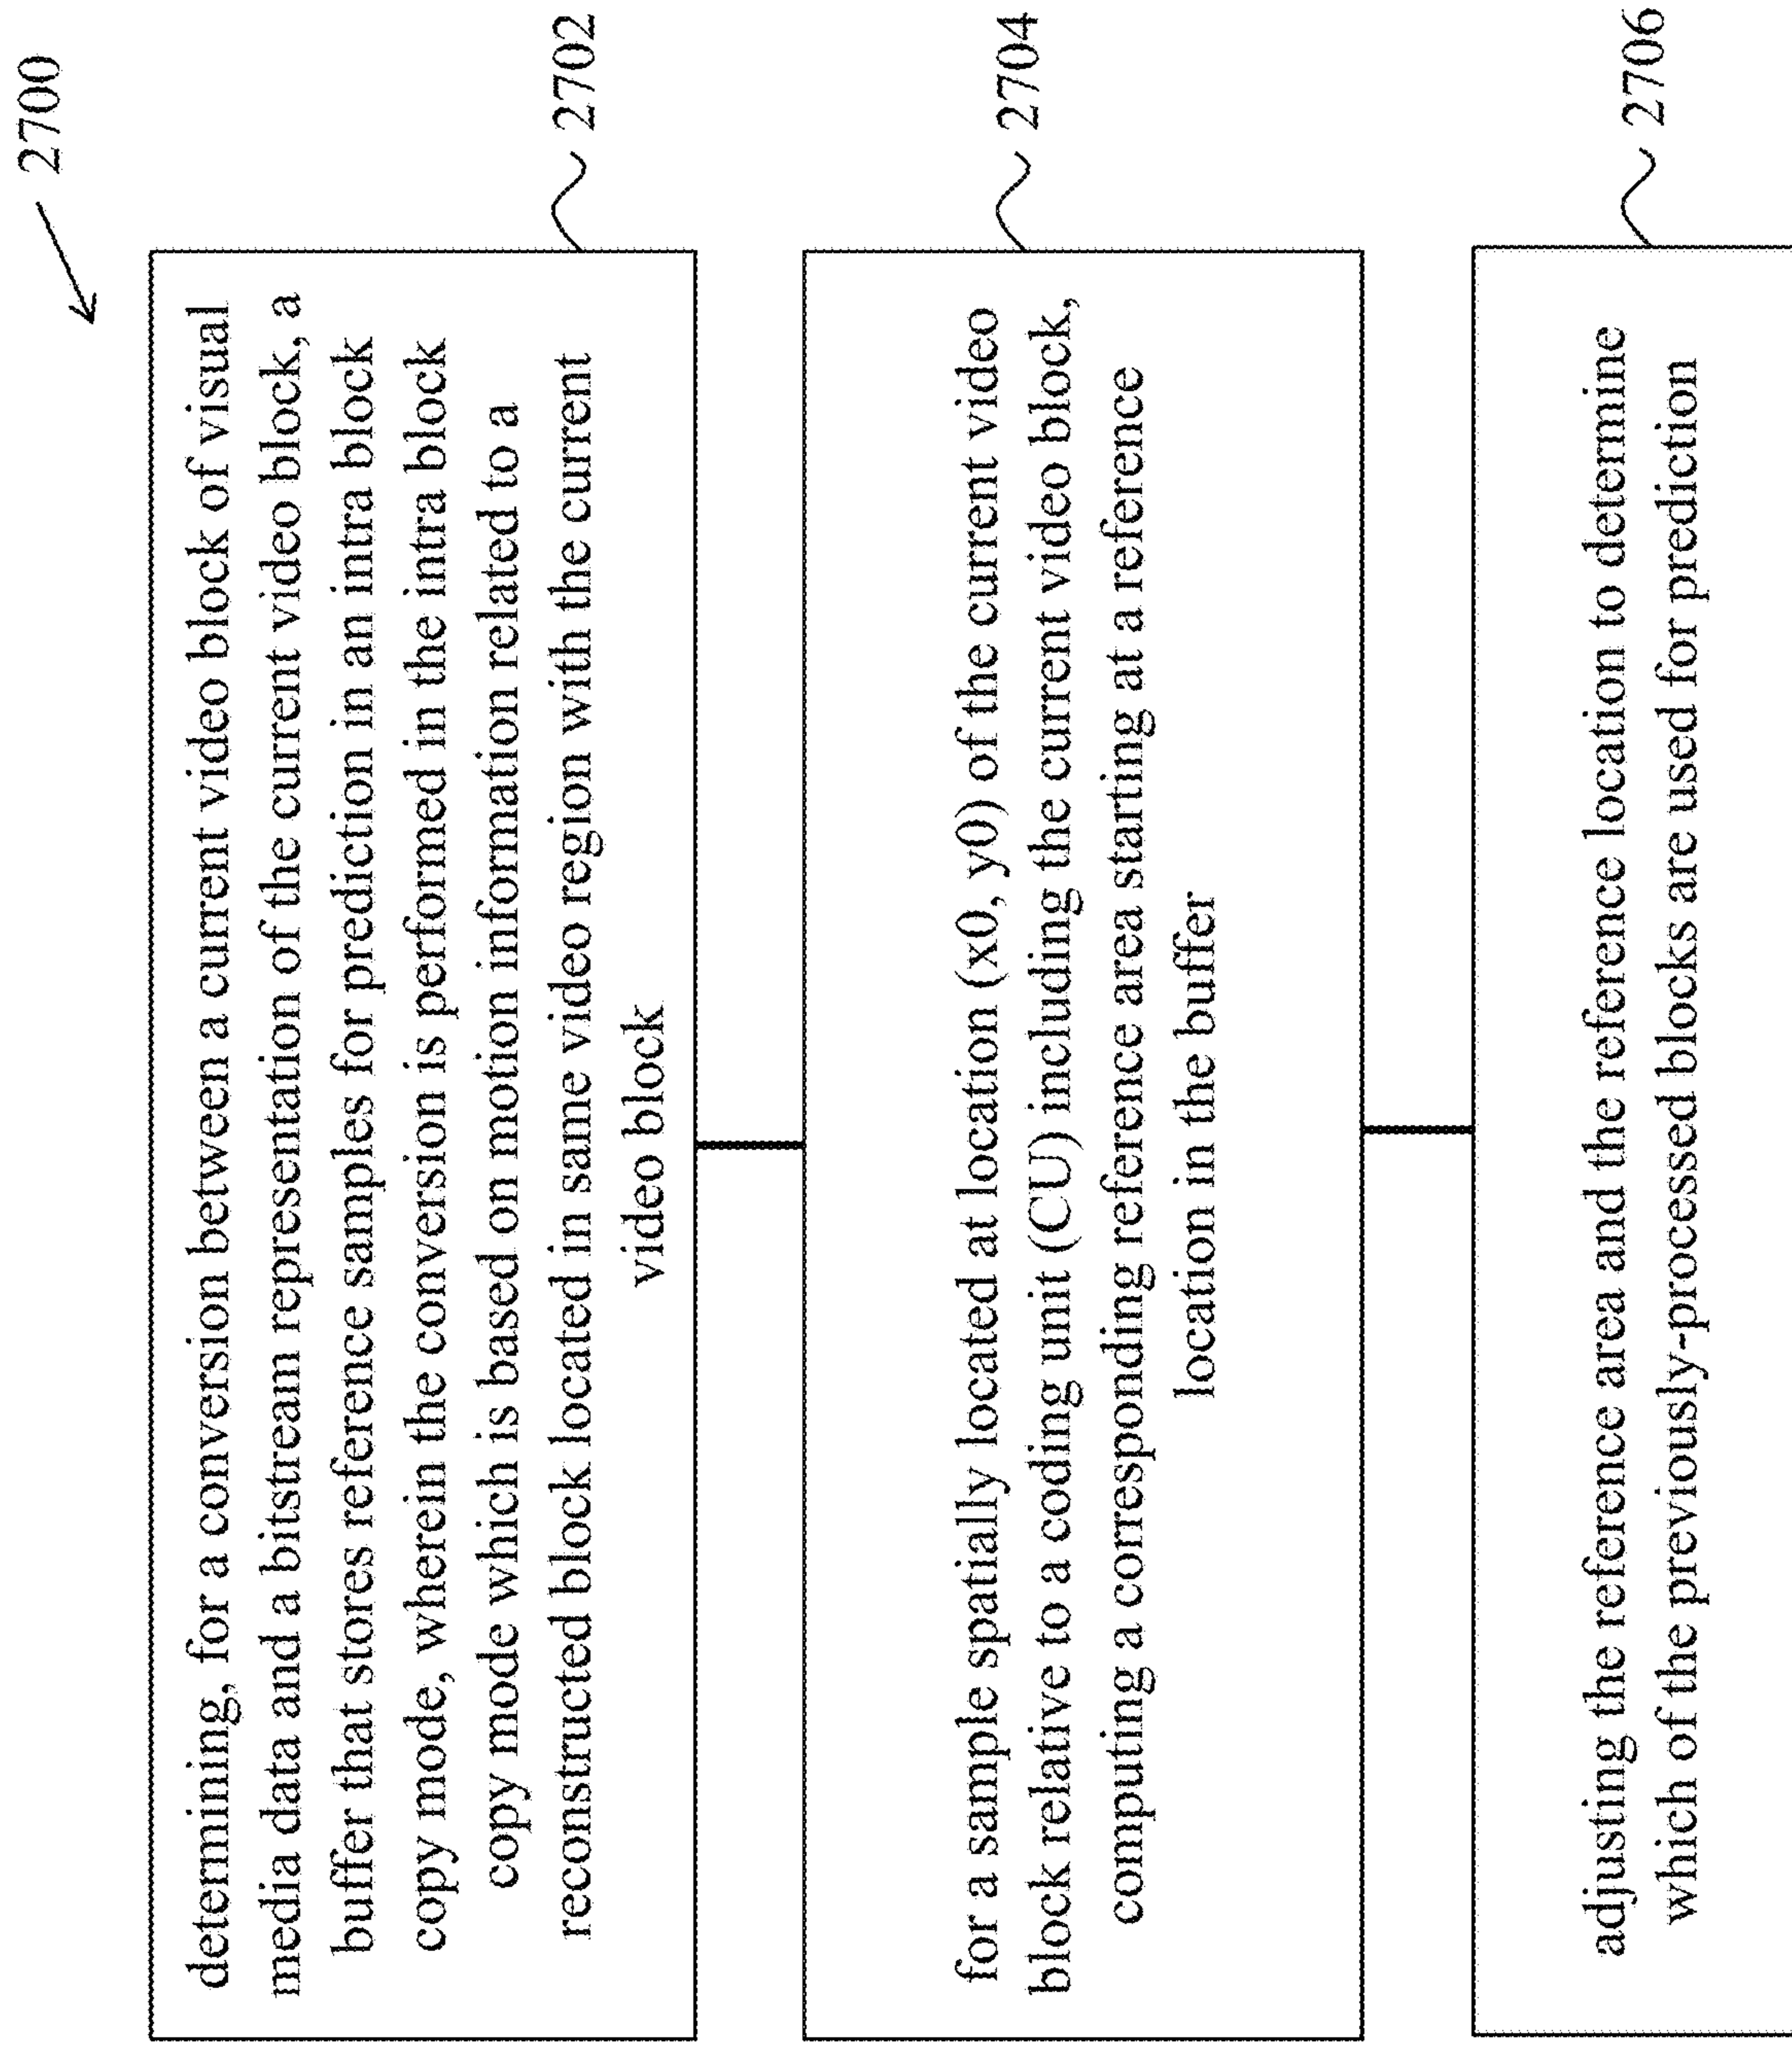 2700
determining, for a conversion between a current video block of visual
media data and a bitstream representation of the current video block, a
buffer that stores reference samples for prediction in an intra block
copy mode, wherein the conversion is performed in the intra block
copy mode which is based on motion information related to a
reconstructed block located in same video region with the current
video block
2702
for a sample spatially located at location (x0, y0) of the current video
block relative to a coding unit (CU) including the current video block,
computing a corresponding reference area starting at a reference
location in the buffer
2704
adjusting the reference area and the reference location to determine
which of the previously-processed blocks are used for prediction
2706